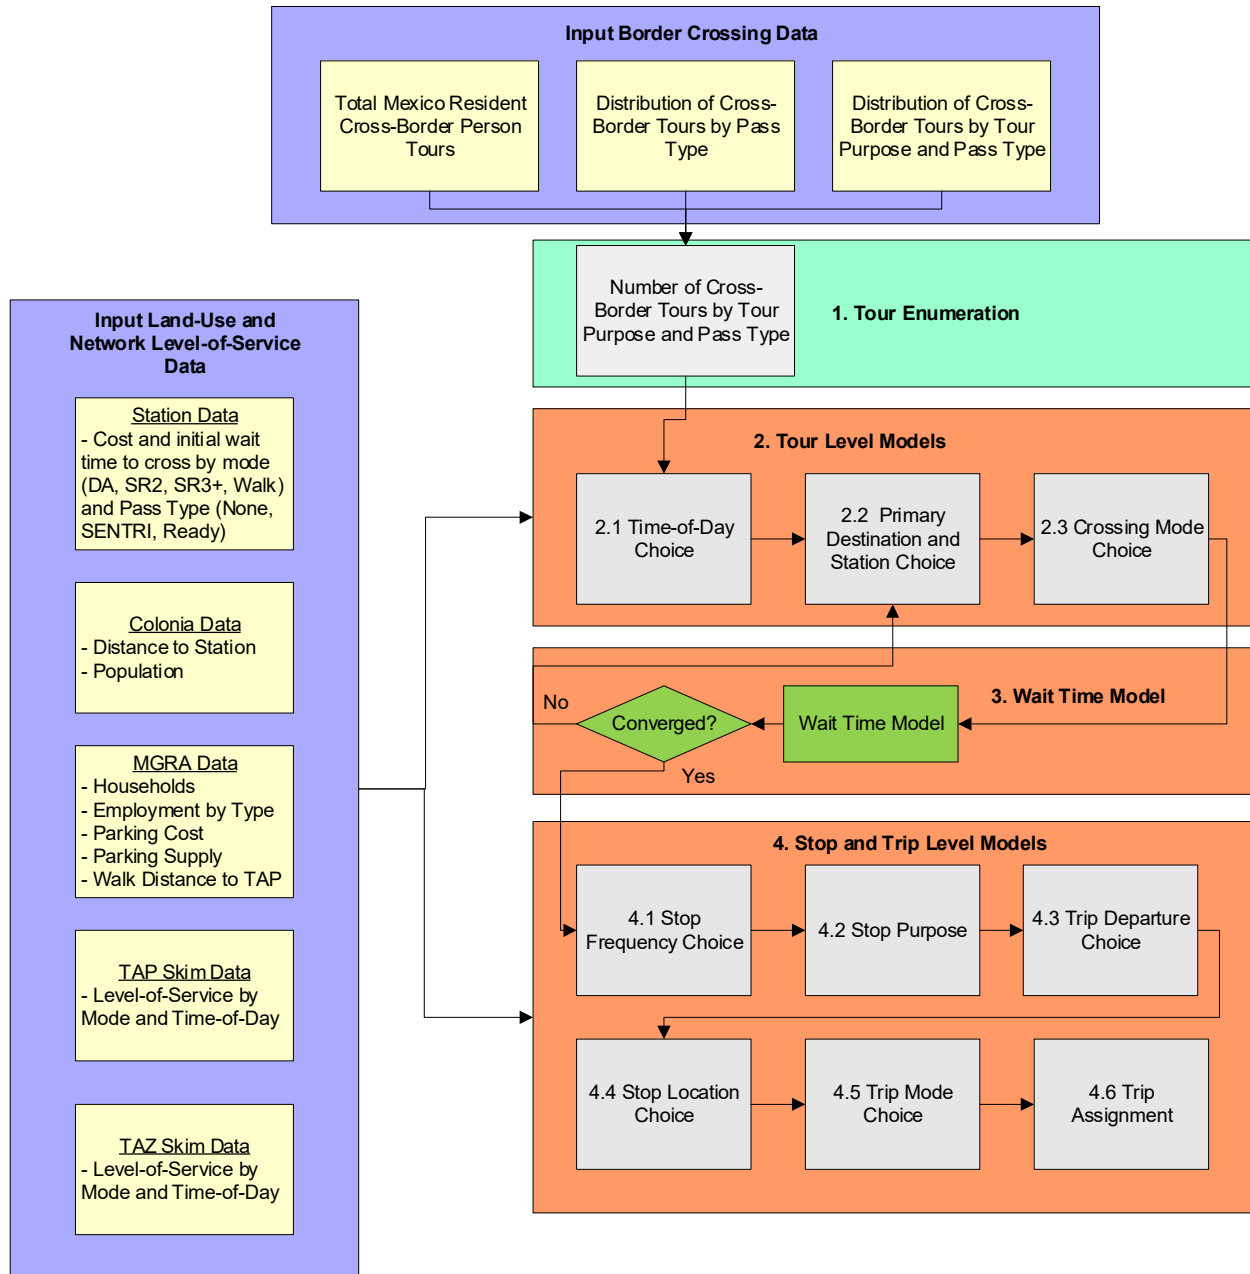 Input Border Crossing Data
Total Mexico Resident
Cross-Border Person
Tours
Distribution of Cross-
Border Tours by Pass
Type
Distribution of Cross-
Border Tours by Tour
Purpose and Pass Type
Number of Cross-
Border Tours by Tour
Purpose and Pass Type
1. Tour Enumeration
Input Land-Use and
Network Level-of-Service
Data
Station Data
- Cost and initial wait
time to cross by mode
(DA, SR2, SR3+, Walk)
and Pass Type (None,
SENTRI, Ready)
Colonia Data
- Distance to Station
- Population
MGRA Data
- Households
- Employment by Type
- Parking Cost
- Parking Supply
- Walk Distance to TAP
TAP Skim Data
- Level-of-Service by
Mode and Time-of-Day
TAZ Skim Data
- Level-of-Service by
Mode and Time-of-Day
2. Tour Level Models
2.1 Time-of-Day
Choice
2.2 Primary
Destination and
Station Choice
2.3 Crossing Mode
Choice
3. Wait Time Model
No
Converged?
Wait Time Model
Yes
4. Stop and Trip Level Models
4.1 Stop
Frequency Choice
4.2 Stop Purpose
4.3 Trip Departure
Choice
4.4 Stop Location
Choice
4.5 Trip Mode
Choice
4.6 Trip
Assignment